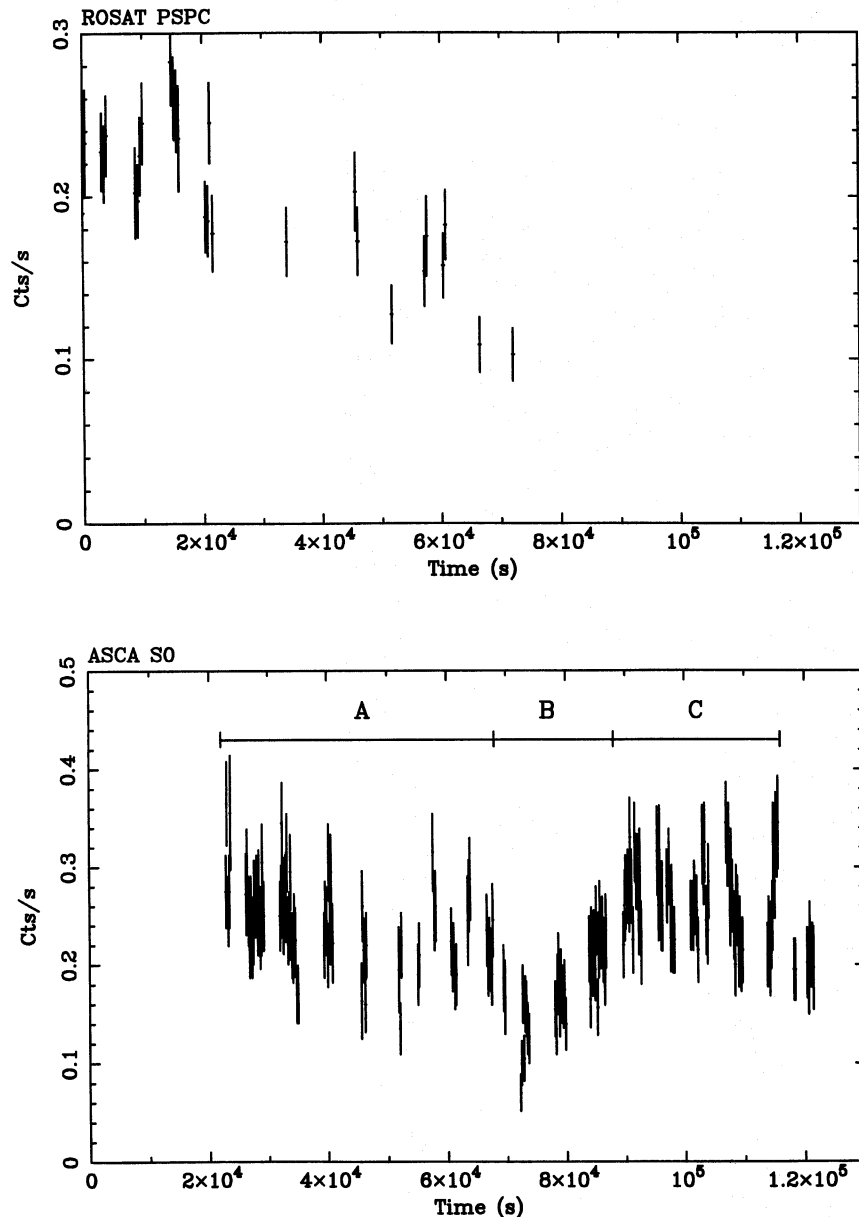 ROSAT PSPC
0.3
0.2
0.1
0
Cts/s
0 2×10⁴ 4×10⁴ 6×10⁴ 8×10⁴ 10⁵ 1.2×10⁵
Time (s)
ASCA S0
0.5
0.4
0.3
0.2
0.1
0
Cts/s
A B C
0 2×10⁴ 4×10⁴ 6×10⁴ 8×10⁴ 10⁵ 1.2×10⁵
Time (s)